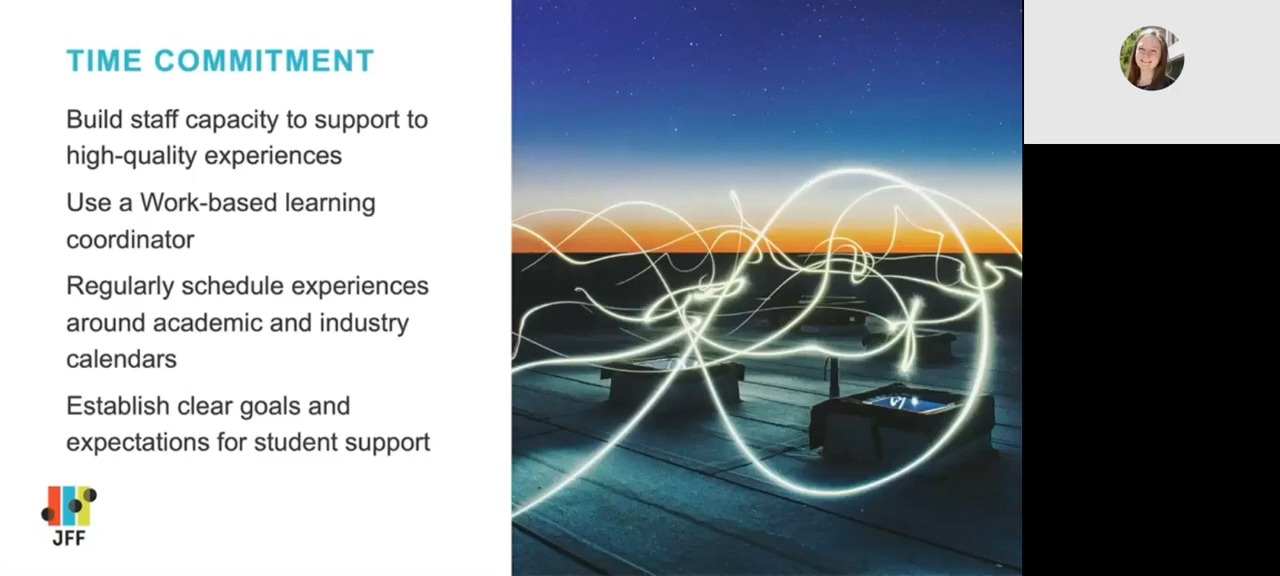 TIME COMMITMENT
Build staff capacity to support to
high-quality experiences
Use a Work-based learning
coordinator
Regularly schedule experiences
around academic and industry
calendars
Establish clear goals and
expectations for student support
JFF